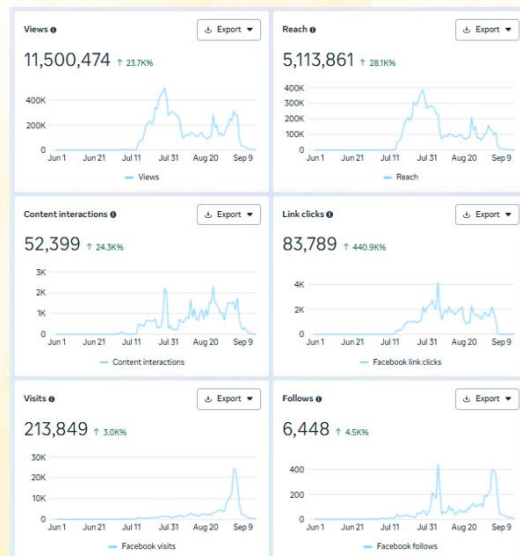 Views
Export
11,500,474 ↑ 23.7K%
400K
200K
0
Jun 1 Jun 21 Jul 11 Jul 31 Aug 20 Sep 9
Views
Reach
Export
5,113,861 ↑ 28.1K%
400K
300K
200K
100K
0
Jun 1 Jun 21 Jul 11 Jul 31 Aug 20 Sep 9
Reach
Content interactions
Export
52,399 ↑ 24.3K%
3K
2K
1K
0
Jun 1 Jun 21 Jul 11 Jul 31 Aug 20 Sep 9
Content interactions
Link clicks
Export
83,789 ↑ 440.9K%
4K
2K
0
Jun 1 Jun 21 Jul 11 Jul 31 Aug 20 Sep 9
Facebook link clicks
Visits
Export
213,849 ↑ 3.0K%
30K
20K
10K
0
Jun 1 Jun 21 Jul 11 Jul 31 Aug 20 Sep 9
Facebook visits
Follows
Export
6,448 ↑ 4.5K%
400
200
0
Jun 1 Jun 21 Jul 11 Jul 31 Aug 20 Sep 9
Facebook follows